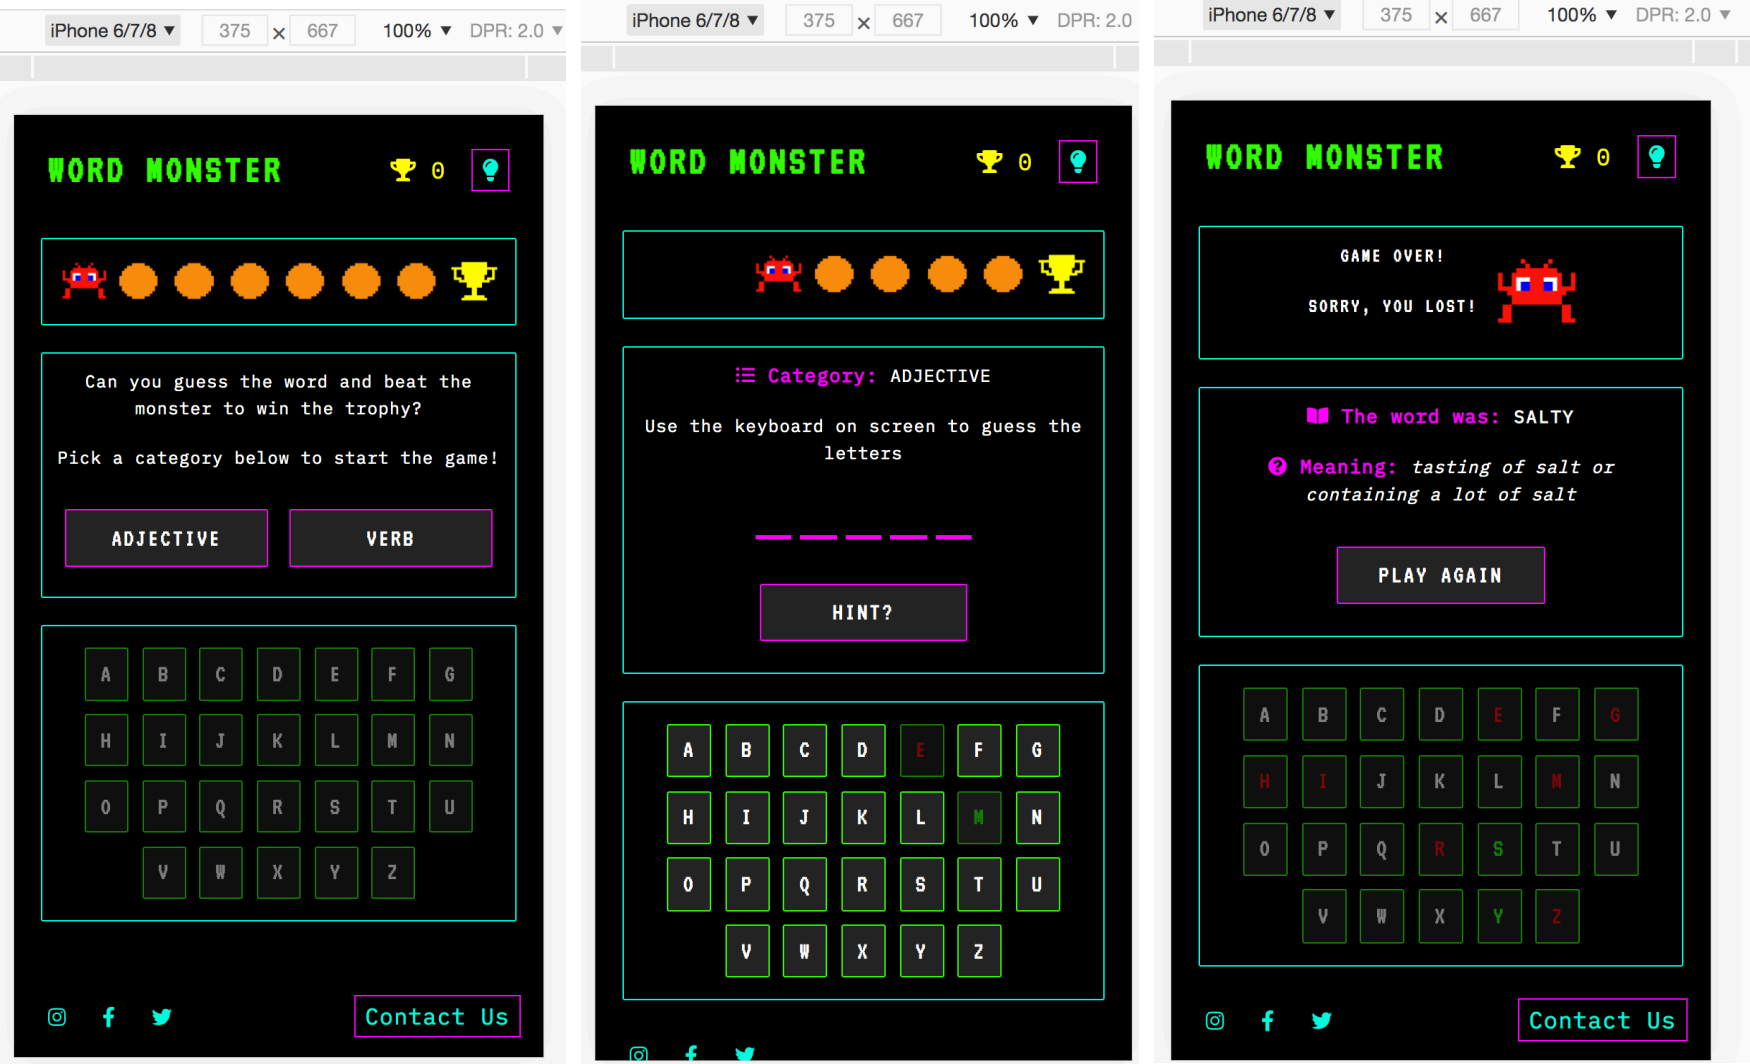 iPhone 6/7/8 ▼ 375 × 667 100% ▼ DPR: 2.0 ▼
WORD MONSTER 0
Can you guess the word and beat the
monster to win the trophy?
Pick a category below to start the game!
ADJECTIVE VERB
A B C D E F G
H I J K L M N
O P Q R S T U
V W X Y Z
Contact Us
iPhone 6/7/8 ▼ 375 × 667 100% ▼ DPR: 2.0
WORD MONSTER 0
Category: ADJECTIVE
Use the keyboard on screen to guess the
letters
_ _ _ _ _
HINT?
A B C D E F G
H I J K L M N
O P Q R S T U
V W X Y Z
iPhone 6/7/8 ▼ 375 × 667 100% ▼ DPR: 2.0 ▼
WORD MONSTER 0
GAME OVER!
SORRY, YOU LOST!
The word was: SALTY
Meaning: tasting of salt or
containing a lot of salt
PLAY AGAIN
A B C D E F G
H I J K L M N
O P Q R S T U
V W X Y Z
Contact Us